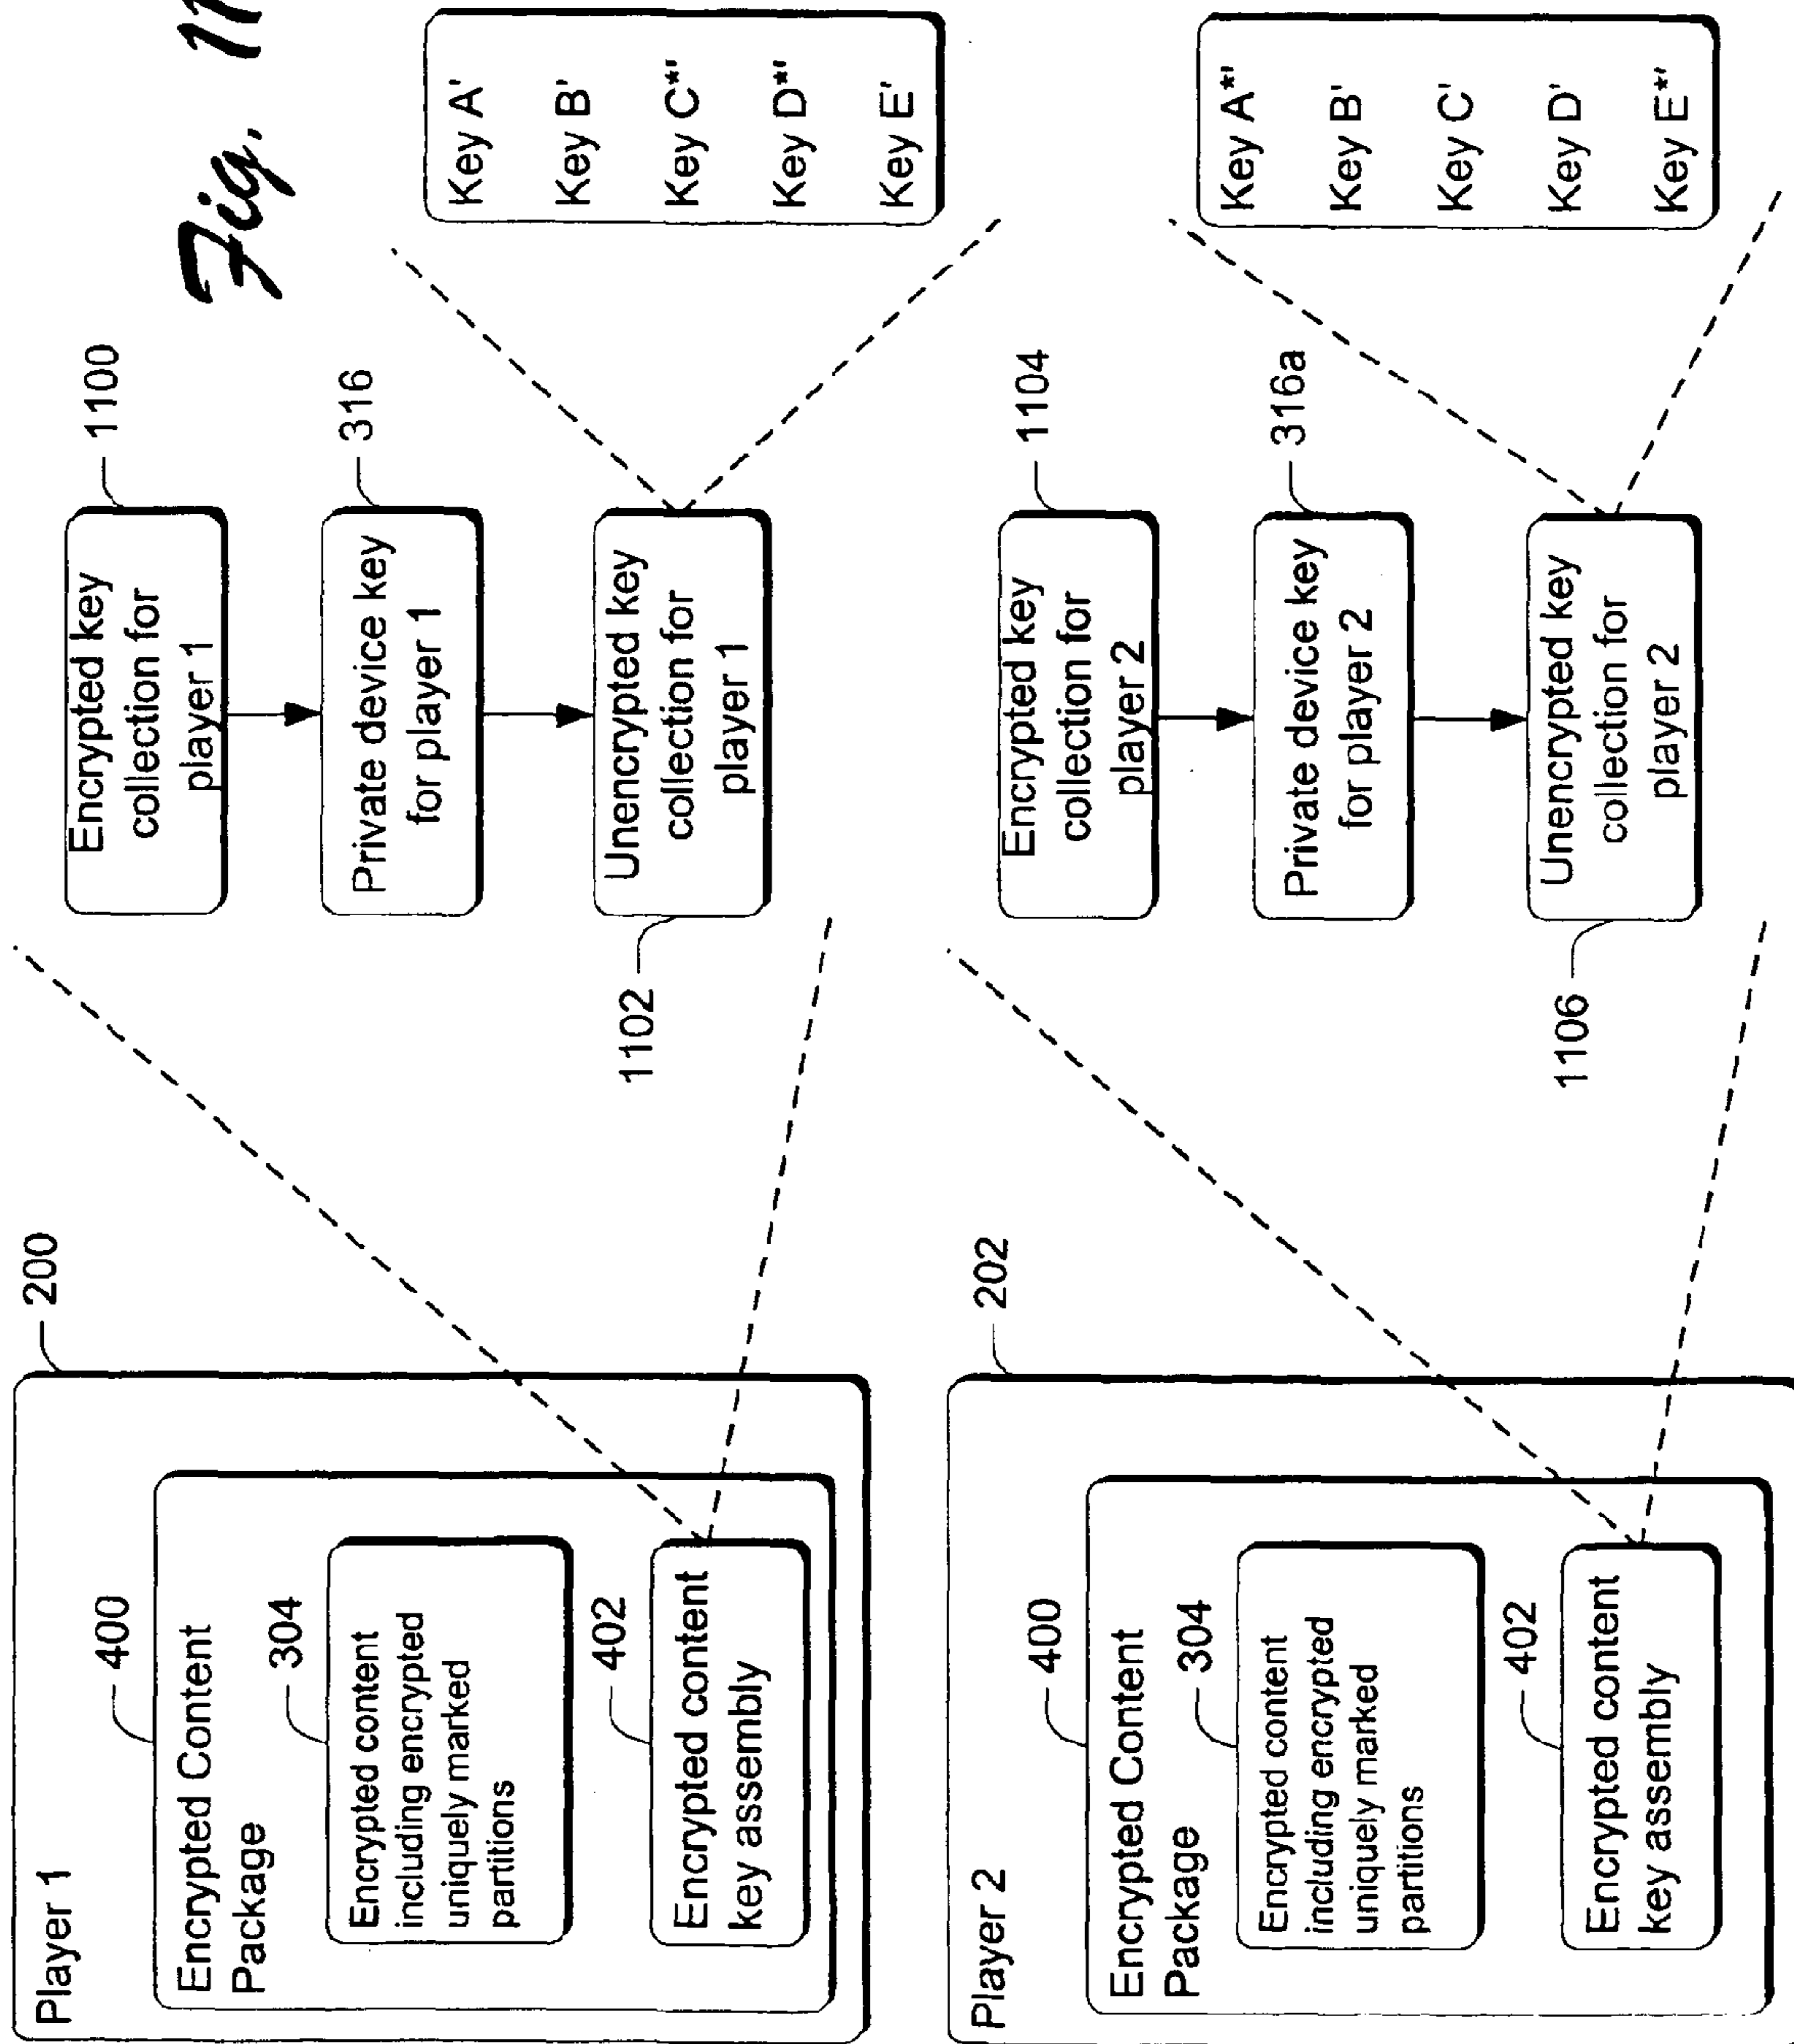 Fig. 11
Player 1
200
Encrypted Content
Package
400
Encrypted content
including encrypted
uniquely marked
partitions
304
Encrypted content
key assembly
402
Encrypted key
collection for
player 1
1100
Private device key
for player 1
316
Unencrypted key
collection for
player 1
1102
Key A'
Key B'
Key C*'
Key D*'
Key E'
Player 2
202
Encrypted Content
Package
400
Encrypted content
including encrypted
uniquely marked
partitions
304
Encrypted content
key assembly
402
Encrypted key
collection for
player 2
1104
Private device key
for player 2
316a
Unencrypted key
collection for
player 2
1106
Key A*'
Key B'
Key C'
Key D'
Key E*'